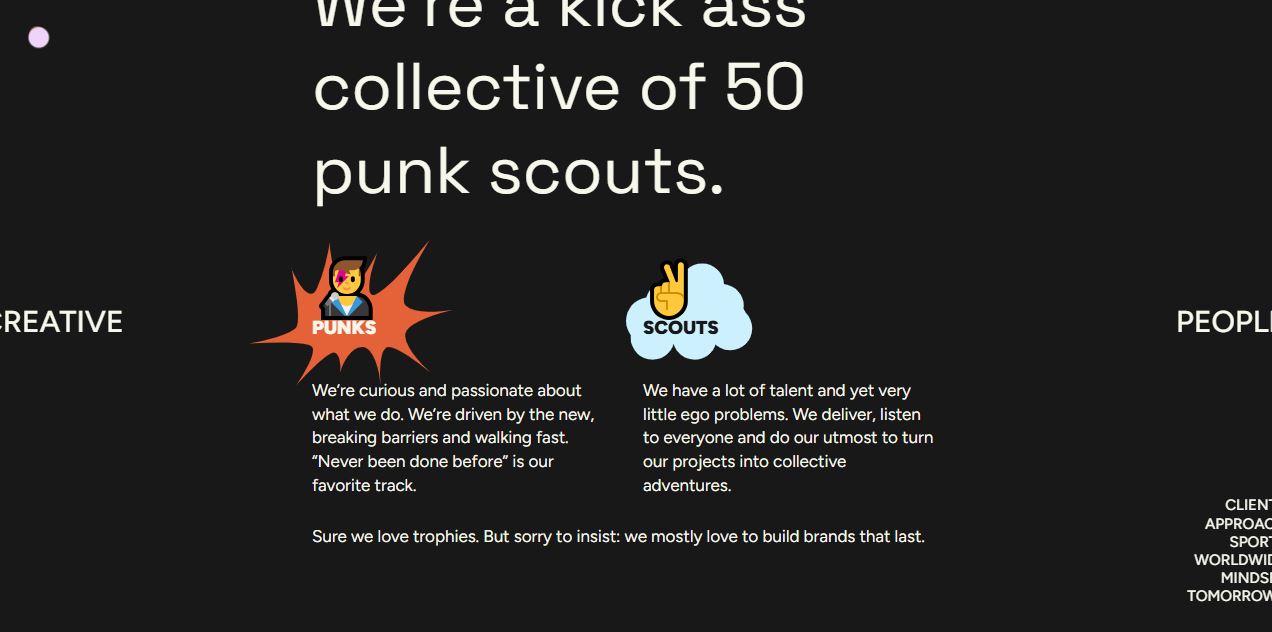 We're a kick ass
collective of 50
punk scouts.
CREATIVE
PEOPLE
PUNKS
SCOUTS
We’re curious and passionate about
what we do. We’re driven by the new,
breaking barriers and walking fast.
“Never been done before” is our
favorite track.
We have a lot of talent and yet very
little ego problems. We deliver, listen
to everyone and do our utmost to turn
our projects into collective
adventures.
Sure we love trophies. But sorry to insist: we mostly love to build brands that last.
CLIENT
APPROAC
SPORT
WORLDWID
MINDS
TOMORROW